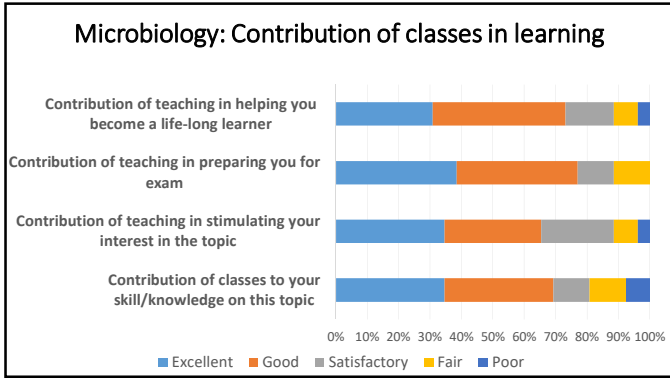 Microbiology: Contribution of classes in learning
Contribution of teaching in helping you
become a life-long learner
Contribution of teaching in preparing you for
exam
Contribution of teaching in stimulating your
interest in the topic
Contribution of classes to your
skill/knowledge on this topic
0% 10% 20% 30% 40% 50% 60% 70% 80% 90% 100%
Excellent Good Satisfactory Fair Poor